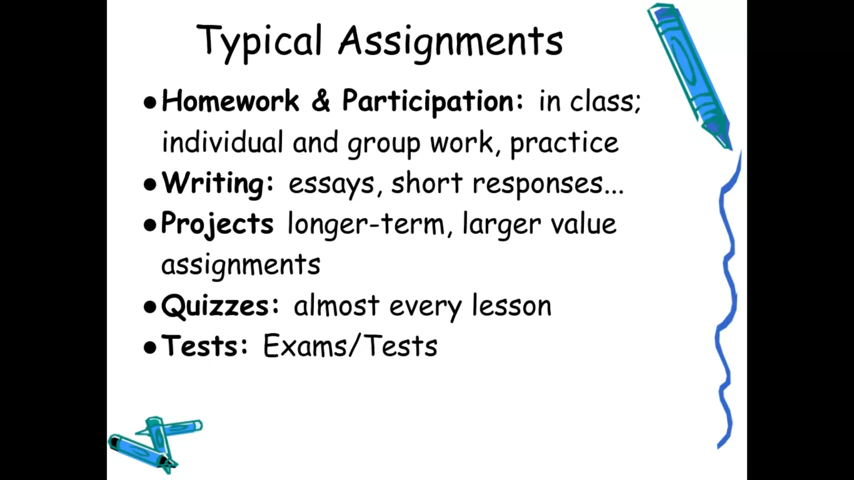 Typical Assignments
●Homework & Participation: in class;
individual and group work, practice
●Writing: essays, short responses...
●Projects longer-term, larger value
assignments
●Quizzes: almost every lesson
●Tests: Exams/Tests